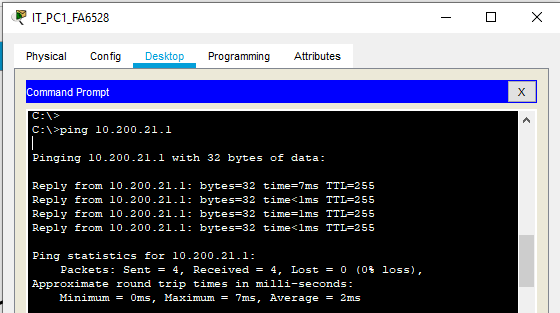 IT_PC1_FA6528
Physical Config Desktop Programming Attributes
Command Prompt X
C:\>
C:\>ping 10.200.21.1
Pinging 10.200.21.1 with 32 bytes of data:
Reply from 10.200.21.1: bytes=32 time=7ms TTL=255
Reply from 10.200.21.1: bytes=32 time<1ms TTL=255
Reply from 10.200.21.1: bytes=32 time=1ms TTL=255
Reply from 10.200.21.1: bytes=32 time<1ms TTL=255
Ping statistics for 10.200.21.1:
Packets: Sent = 4, Received = 4, Lost = 0 (0% loss),
Approximate round trip times in milli-seconds:
Minimum = 0ms, Maximum = 7ms, Average = 2ms